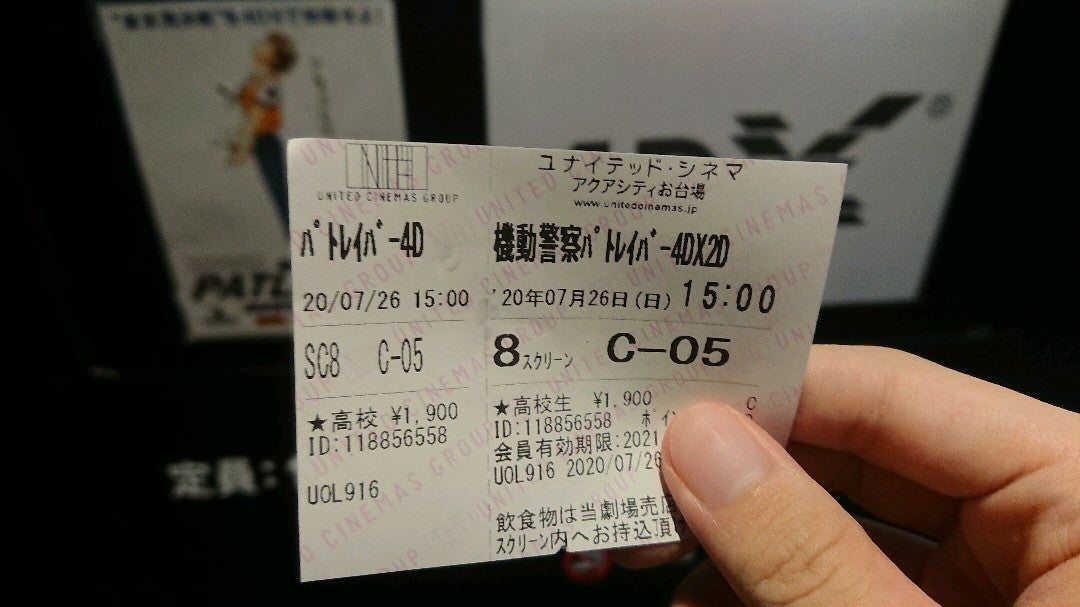 UNITED CINEMAS GROUP
パトレイバー4D
20/07/26 15:00
SC8 C-05
★高校 ¥1,900
ID:118856558
UOL916
ユナイテッド・シネマ
アクアシティお台場
www.unitedcinemas.jp
機動警察パトレイバー4DX2D
'20年07月26日(日) 15:00
8スクリーン C-05
★高校生 ¥1,900
ID:118856558 ポイ
会員有効期限:2021
UOL916 2020/07/26
飲食物は当劇場売店
スクリーン内へお持込頂
定員: